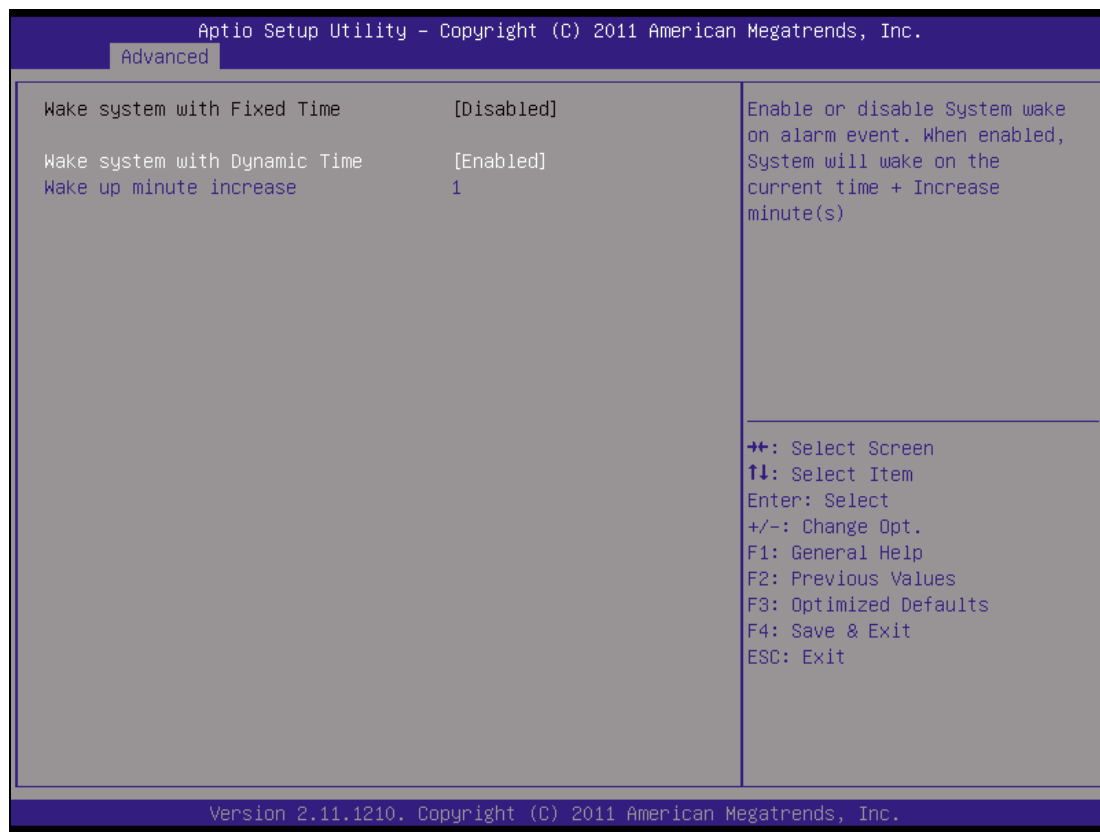 Aptio Setup Utility – Copyright (C) 2011 American Megatrends, Inc.
Advanced
Wake system with Fixed Time [Disabled]
Wake system with Dynamic Time [Enabled]
Wake up minute increase 1
Enable or disable System wake
on alarm event. When enabled,
System will wake on the
current time + Increase
minute(s)
→←: Select Screen
↑↓: Select Item
Enter: Select
+/-: Change Opt.
F1: General Help
F2: Previous Values
F3: Optimized Defaults
F4: Save & Exit
ESC: Exit
Version 2.11.1210. Copyright (C) 2011 American Megatrends, Inc.